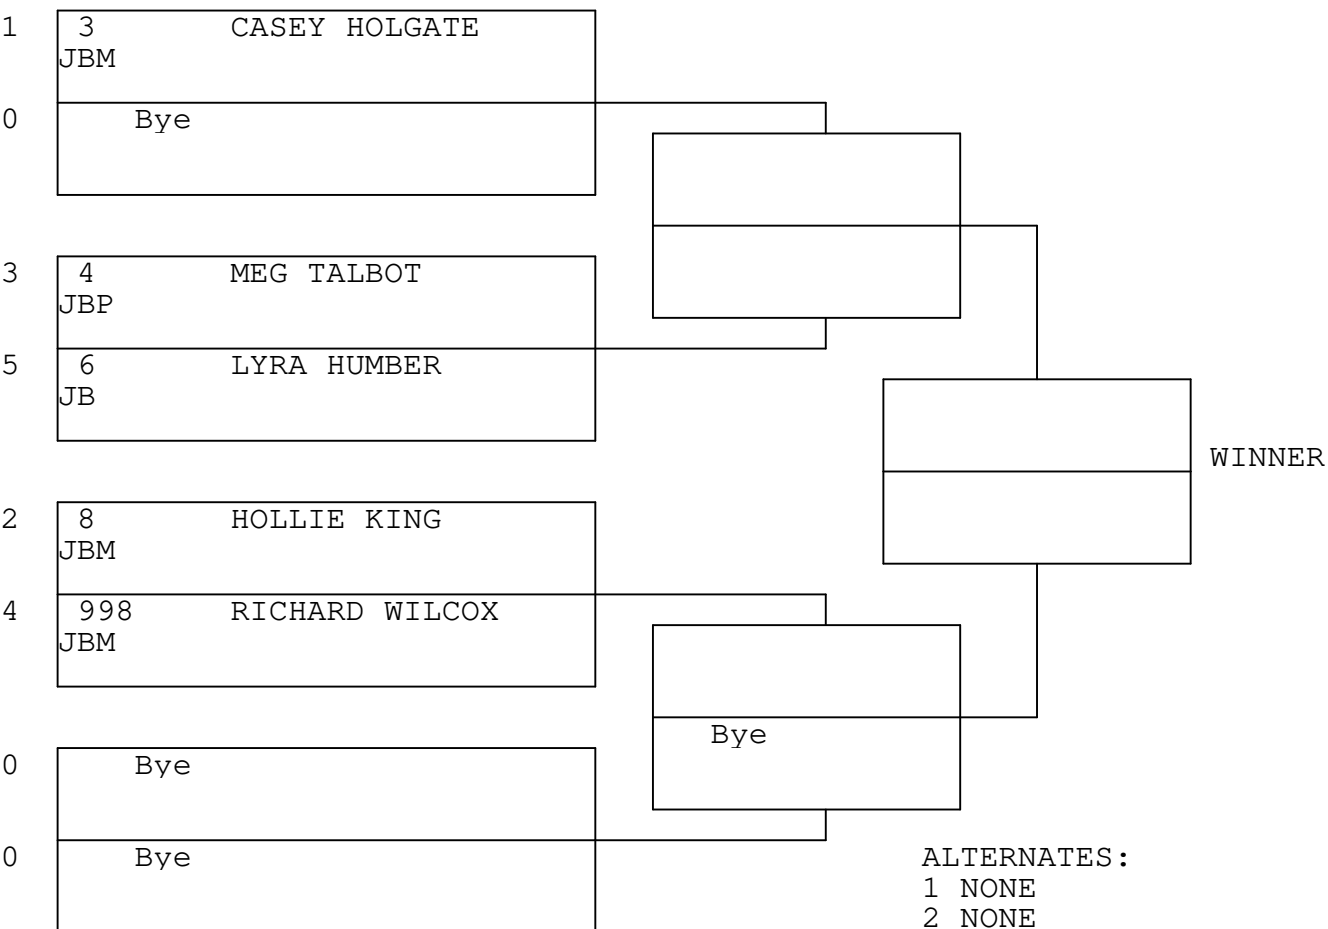 1 3 CASEY HOLGATE
JBM
0 Bye
3 4 MEG TALBOT
JBP
5 6 LYRA HUMBER
JB
WINNER
2 8 HOLLIE KING
JBM
4 998 RICHARD WILCOX
JBM
Bye
0 Bye
0 Bye
ALTERNATES:
1 NONE
2 NONE